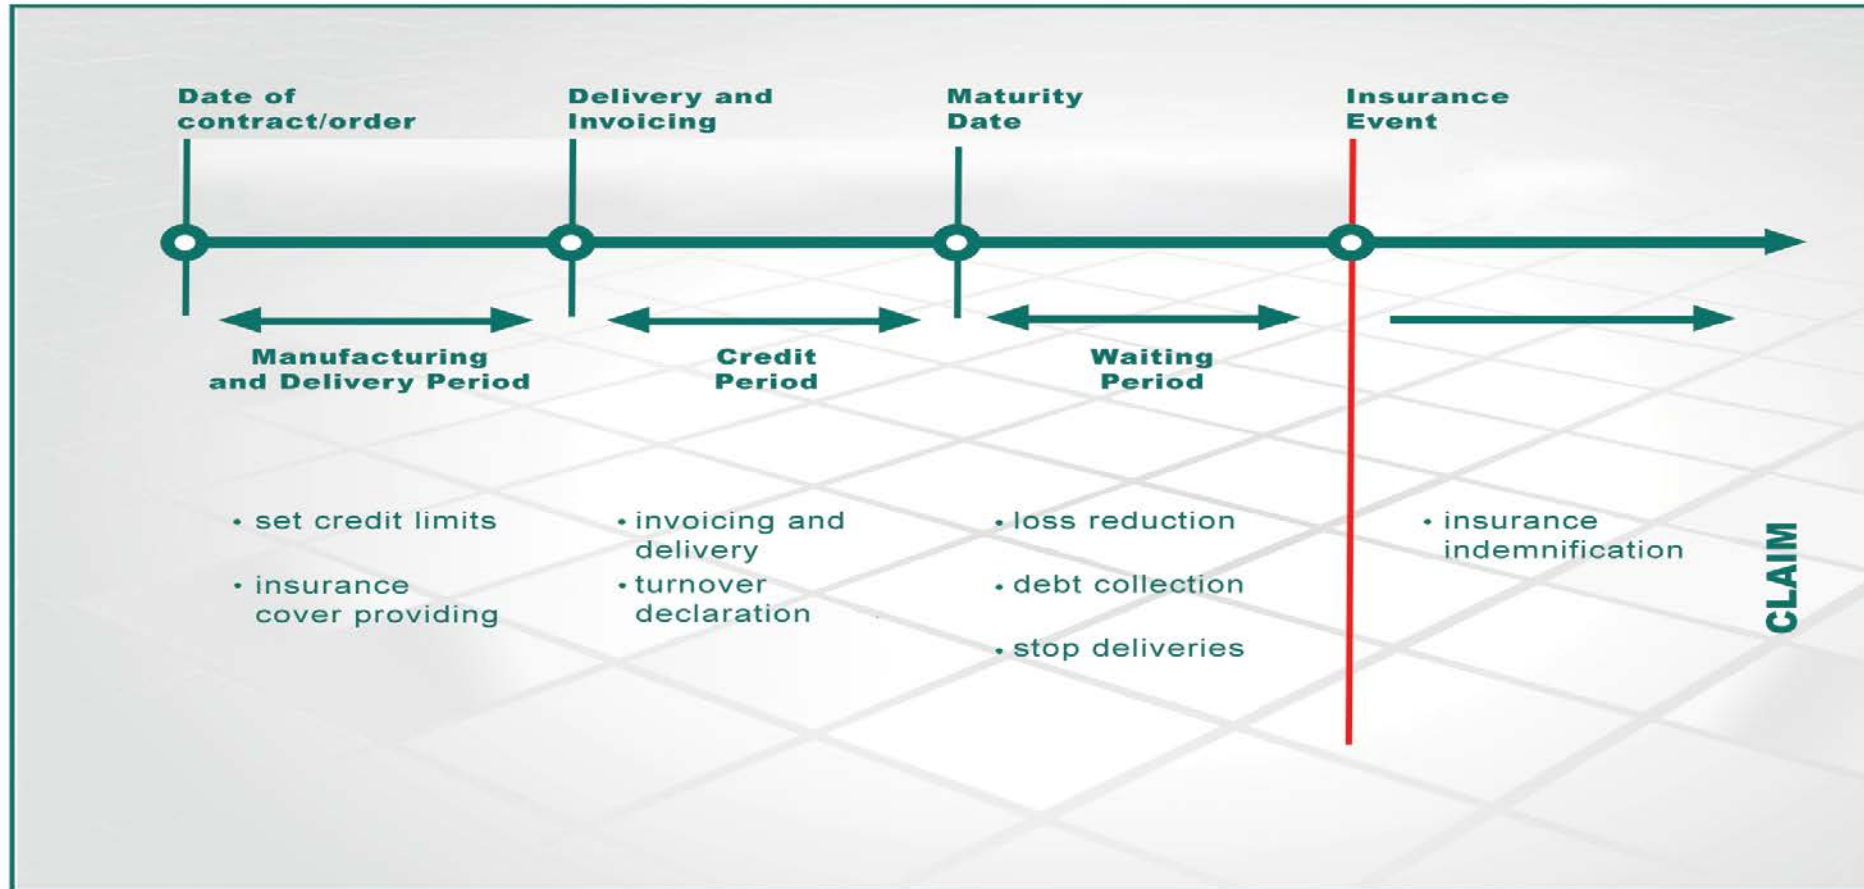 Date of
contract/order
Delivery and
Invoicing
Maturity
Date
Insurance
Event
Manufacturing
and Delivery Period
Credit
Period
Waiting
Period
• set credit limits
• insurance
cover providing
• invoicing and
delivery
• turnover
declaration
• loss reduction
• debt collection
• stop deliveries
• insurance
indemnification
CLAIM